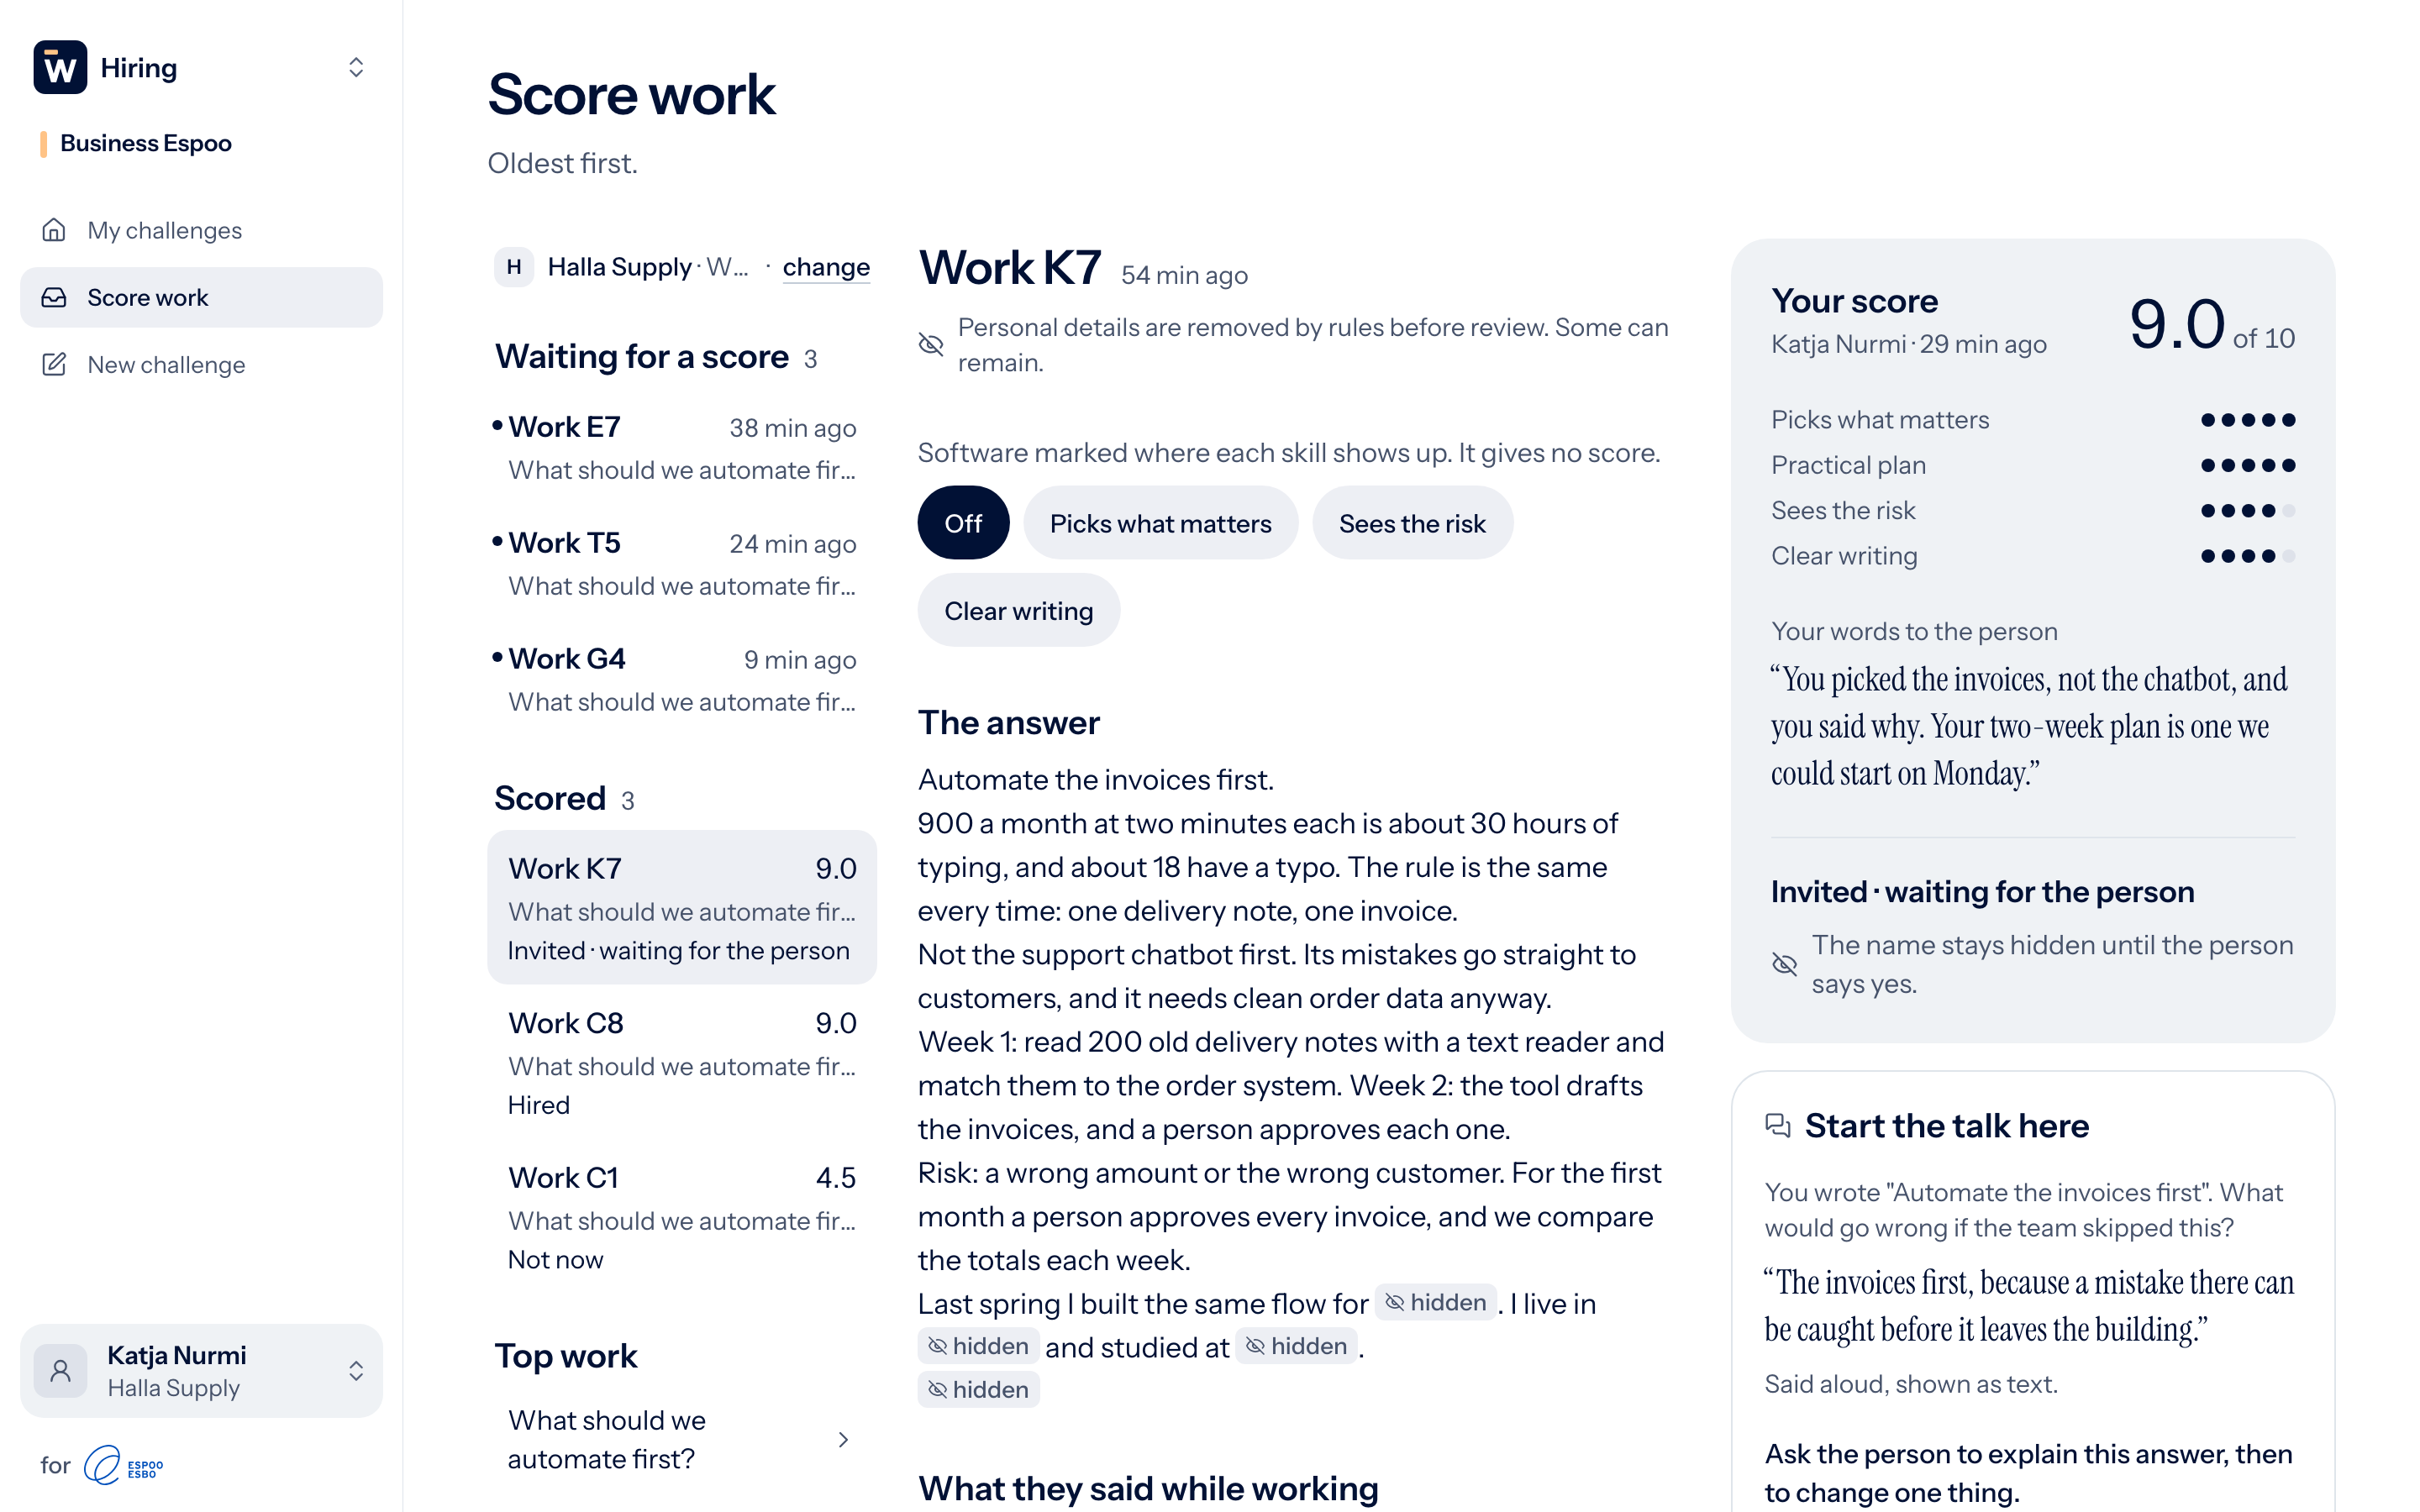 W Hiring
Business Espoo
My challenges
Score work
New challenge
Katja Nurmi
Halla Supply
for ESPOO ESBO
Score work
Oldest first.
H Halla Supply · W... · change
Waiting for a score 3
Work E7 38 min ago
What should we automate fir...
Work T5 24 min ago
What should we automate fir...
Work G4 9 min ago
What should we automate fir...
Scored 3
Work K7 9.0
What should we automate fir...
Invited · waiting for the person
Work C8 9.0
What should we automate fir...
Hired
Work C1 4.5
What should we automate fir...
Not now
Top work
What should we
automate first?
Work K7 54 min ago
Personal details are removed by rules before review. Some can
remain.
Software marked where each skill shows up. It gives no score.
Off Picks what matters Sees the risk
Clear writing
The answer
Automate the invoices first.
900 a month at two minutes each is about 30 hours of
typing, and about 18 have a typo. The rule is the same
every time: one delivery note, one invoice.
Not the support chatbot first. Its mistakes go straight to
customers, and it needs clean order data anyway.
Week 1: read 200 old delivery notes with a text reader and
match them to the order system. Week 2: the tool drafts
the invoices, and a person approves each one.
Risk: a wrong amount or the wrong customer. For the first
month a person approves every invoice, and we compare
the totals each week.
Last spring I built the same flow for hidden . I live in
hidden and studied at hidden .
hidden
What they said while working
Your score
Katja Nurmi · 29 min ago
9.0 of 10
Picks what matters
Practical plan
Sees the risk
Clear writing
Your words to the person
“You picked the invoices, not the chatbot, and
you said why. Your two-week plan is one we
could start on Monday.”
Invited · waiting for the person
The name stays hidden until the person
says yes.
Start the talk here
You wrote "Automate the invoices first". What
would go wrong if the team skipped this?
“The invoices first, because a mistake there can
be caught before it leaves the building.”
Said aloud, shown as text.
Ask the person to explain this answer, then
to change one thing.